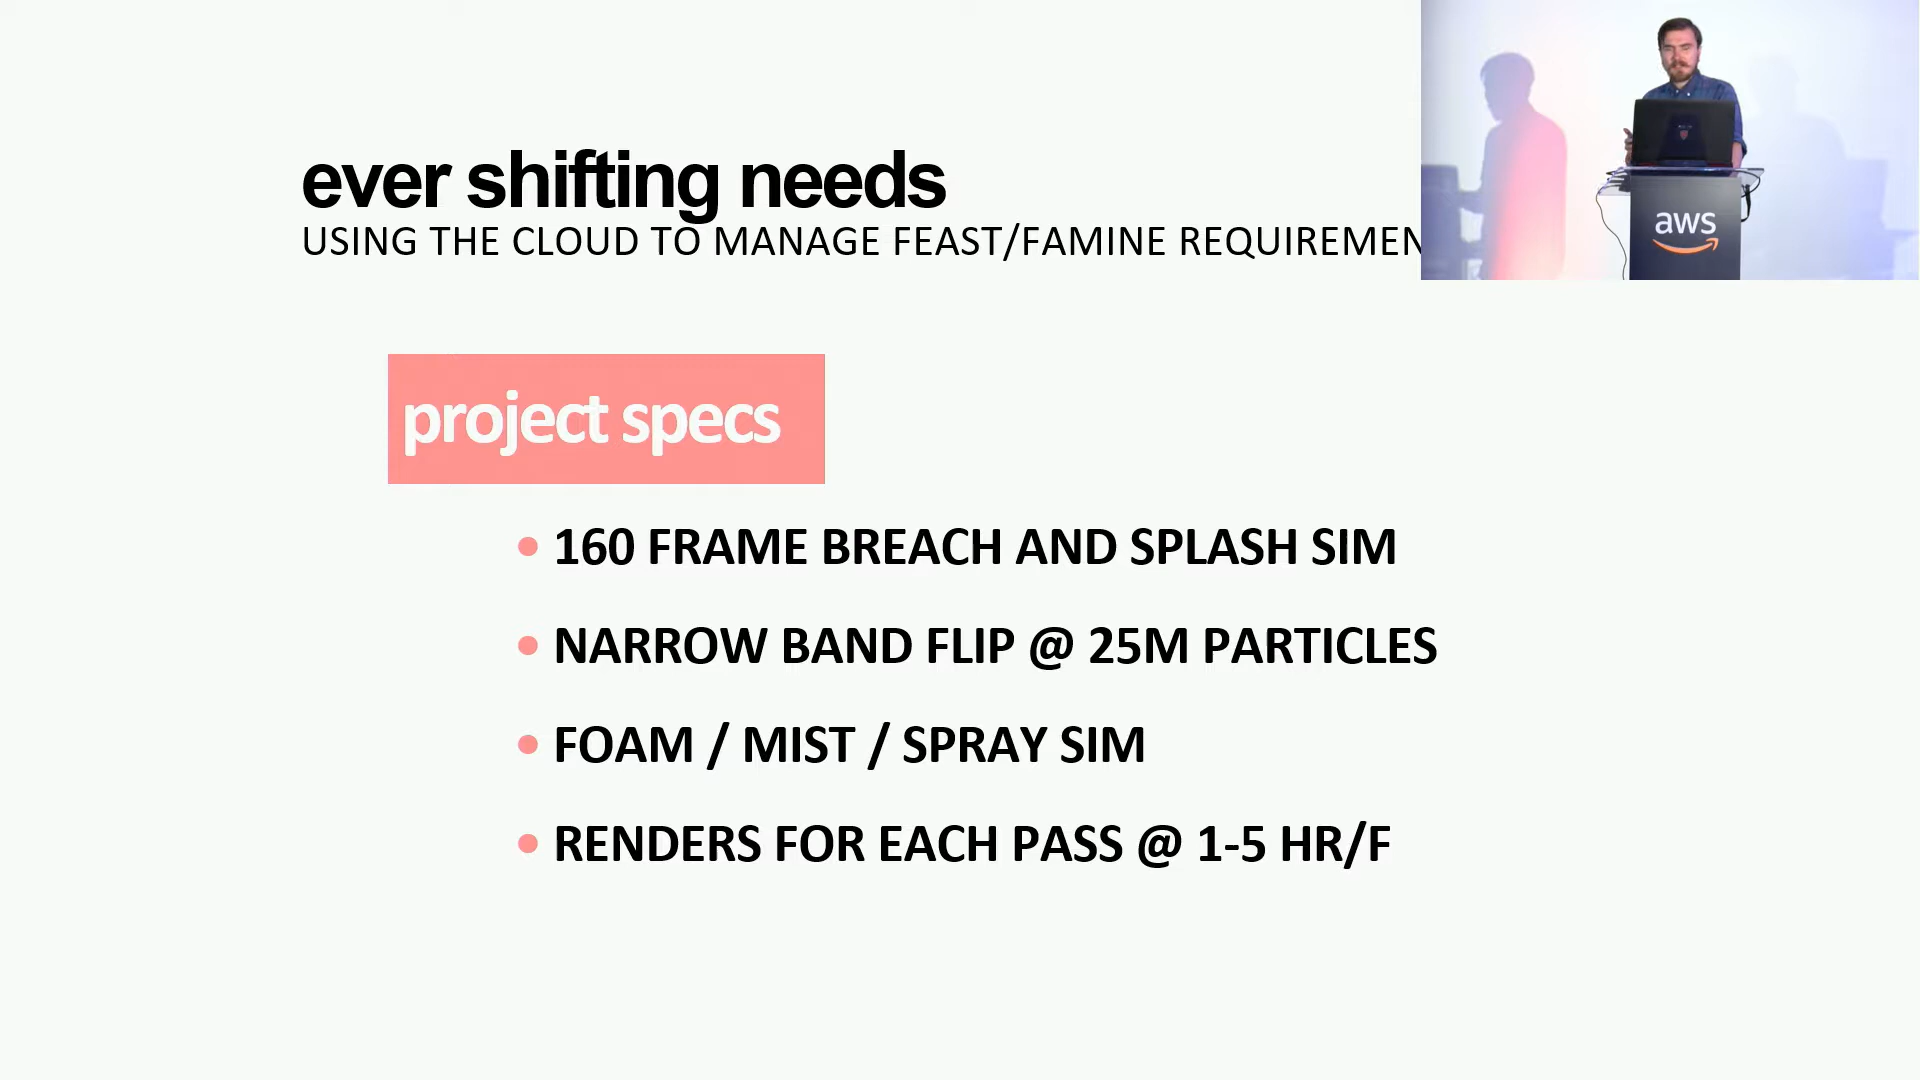 ever shifting needs
USING THE CLOUD TO MANAGE FEAST/FAMINE REQUIREMEN
project specs
• 160 FRAME BREACH AND SPLASH SIM
• NARROW BAND FLIP @ 25M PARTICLES
• FOAM / MIST / SPRAY SIM
• RENDERS FOR EACH PASS @ 1-5 HR/F
aws